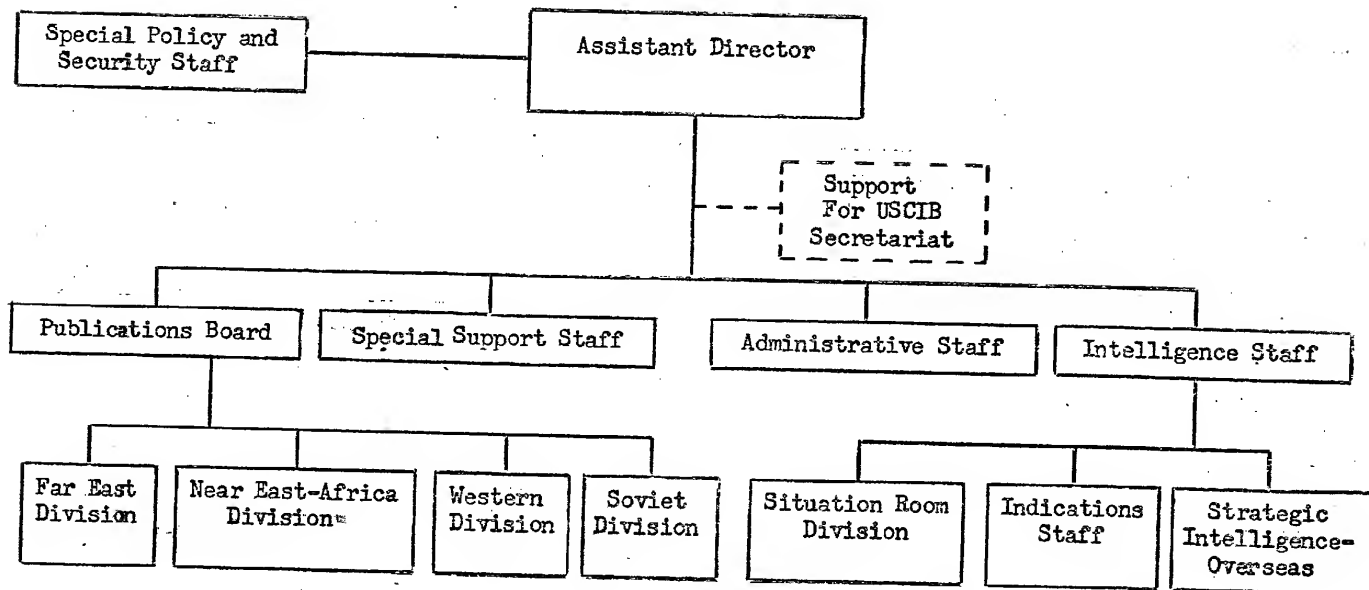 Special Policy and
Security Staff
Assistant Director
Support
For USCIB
Secretariat
Publications Board
Special Support Staff
Administrative Staff
Intelligence Staff
Far East
Division
Near East-Africa
Division
Western
Division
Soviet
Division
Situation Room
Division
Indications
Staff
Strategic
Intelligence-
Overseas